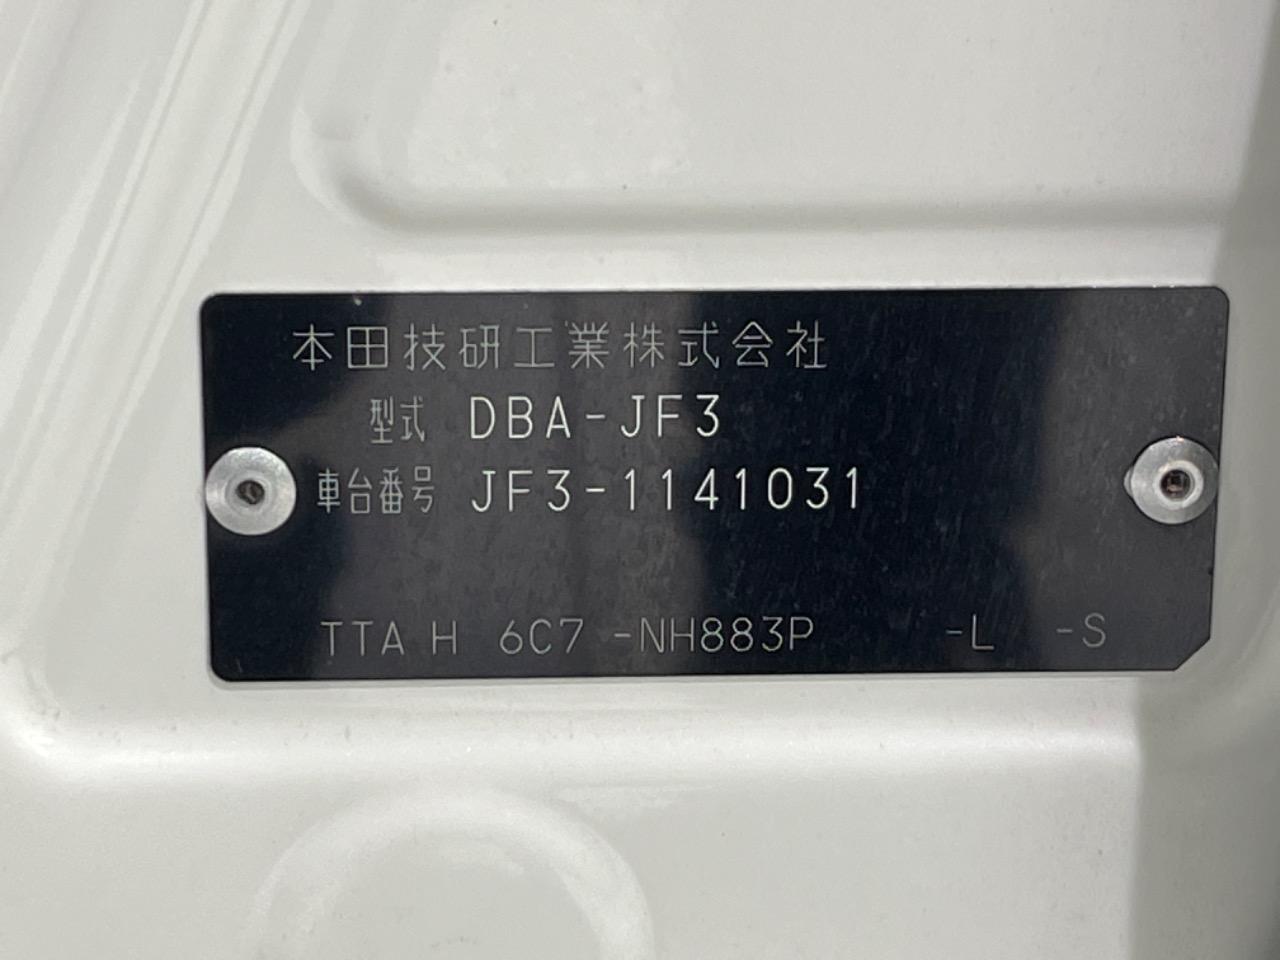 本田技研工業株式会社
型式 DBA-JF3
車台番号 JF3-1141031
TTA H 6C7 -NH883P -L -S